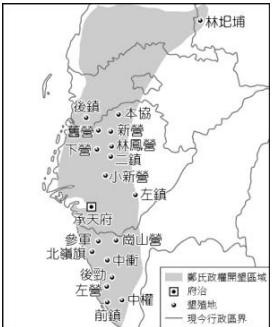 林圯埔
後鎮
本協
舊營
新營
下營
林鳳營
二鎮
小新營
左鎮
承天府
參軍
崗山營
北嶺旗
中衝
後勁
左營
中權
前鎮
鄭氏政權開墾區域
府治
墾殖地
現今行政區界